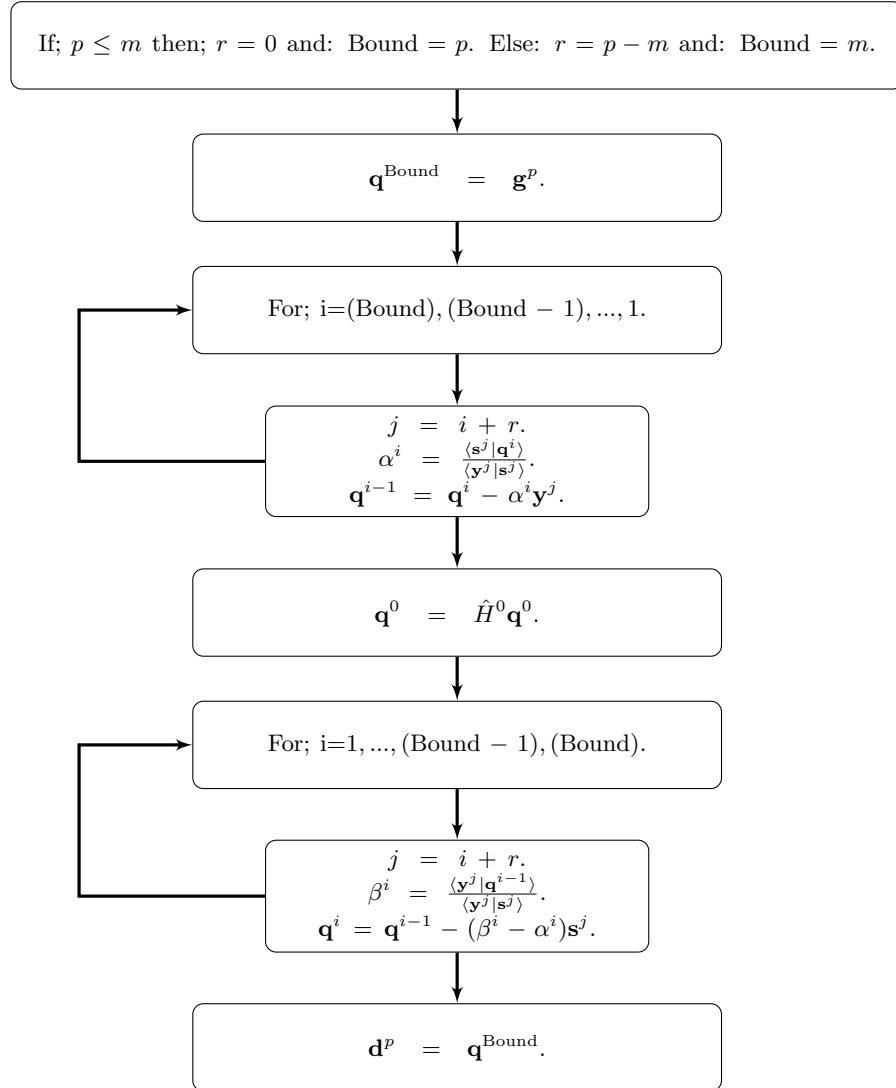 If; p ≤ m then; r = 0 and: Bound = p. Else: r = p − m and: Bound = m.
𝐪^Bound = 𝐠^p.
For; i=(Bound), (Bound − 1), ..., 1.
j = i + r.
α^i = ⟨𝐬^j|𝐪^i⟩ / ⟨𝐲^j|𝐬^j⟩.
𝐪^{i−1} = 𝐪^i − α^i 𝐲^j.
𝐪^0 = Ĥ^0 𝐪^0.
For; i=1, ..., (Bound − 1), (Bound).
j = i + r.
β^i = ⟨𝐲^j|𝐪^{i−1}⟩ / ⟨𝐲^j|𝐬^j⟩.
𝐪^i = 𝐪^{i−1} − (β^i − α^i)𝐬^j.
𝐝^p = 𝐪^Bound.